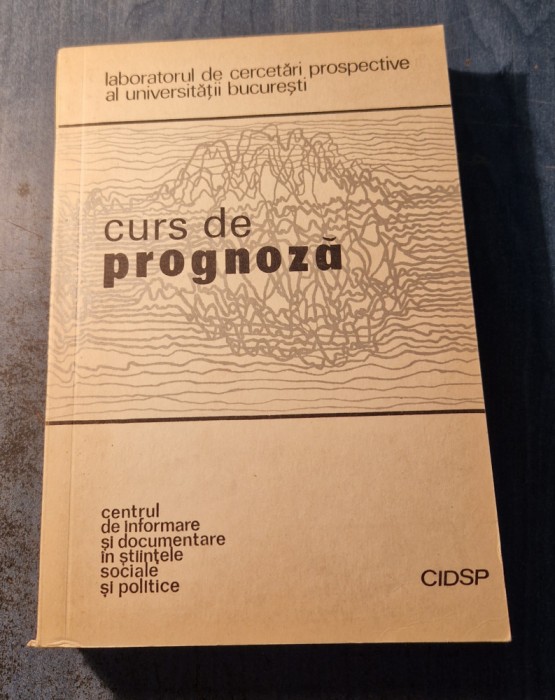 laboratorul de cercetări prospective
al universității bucurești
curs de
prognoză
centrul
de informare
și documentare
în științele
sociale
și politice
CIDSP